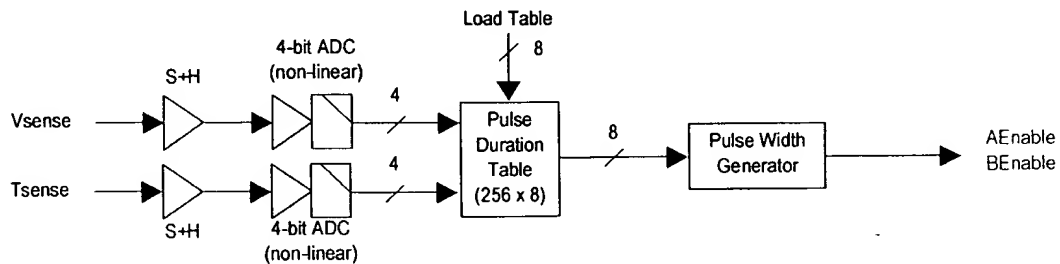 Load Table
8
4-bit ADC
(non-linear)
S+H
4
Vsense
Pulse
Duration
Table
(256 x 8)
8
Pulse Width
Generator
AEnable
BEnable
Tsense
4
S+H
4-bit ADC
(non-linear)